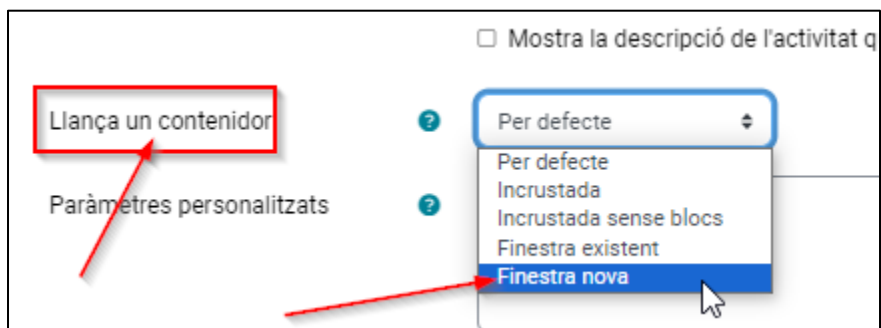 Mostra la descripció de l'activitat q
Llança un contenidor
Per defecte
Per defecte
Incrustada
Incrustada sense blocs
Finestra existent
Finestra nova
Paràmetres personalitzats